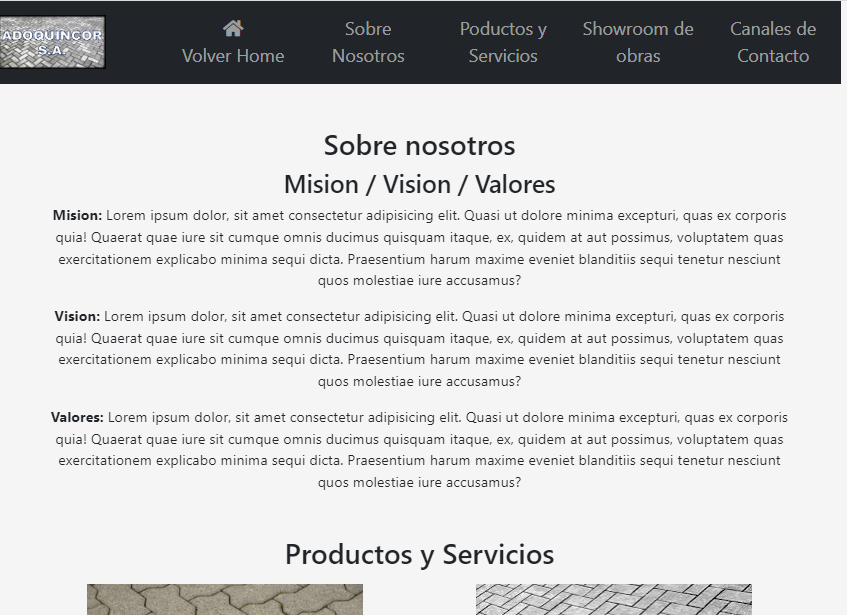 ADOQUINCOR
S.A.
Volver Home
Sobre
Nosotros
Poductos y
Servicios
Showroom de
obras
Canales de
Contacto
Sobre nosotros
Mision / Vision / Valores
Mision: Lorem ipsum dolor, sit amet consectetur adipisicing elit. Quasi ut dolore minima excepturi, quas ex corporis
quia! Quaerat quae iure sit cumque omnis ducimus quisquam itaque, ex, quidem at aut possimus, voluptatem quas
exercitationem explicabo minima sequi dicta. Praesentium harum maxime eveniet blanditiis sequi tenetur nesciunt
quos molestiae iure accusamus?
Vision: Lorem ipsum dolor, sit amet consectetur adipisicing elit. Quasi ut dolore minima excepturi, quas ex corporis
quia! Quaerat quae iure sit cumque omnis ducimus quisquam itaque, ex, quidem at aut possimus, voluptatem quas
exercitationem explicabo minima sequi dicta. Praesentium harum maxime eveniet blanditiis sequi tenetur nesciunt
quos molestiae iure accusamus?
Valores: Lorem ipsum dolor, sit amet consectetur adipisicing elit. Quasi ut dolore minima excepturi, quas ex corporis
quia! Quaerat quae iure sit cumque omnis ducimus quisquam itaque, ex, quidem at aut possimus, voluptatem quas
exercitationem explicabo minima sequi dicta. Praesentium harum maxime eveniet blanditiis sequi tenetur nesciunt
quos molestiae iure accusamus?
Productos y Servicios